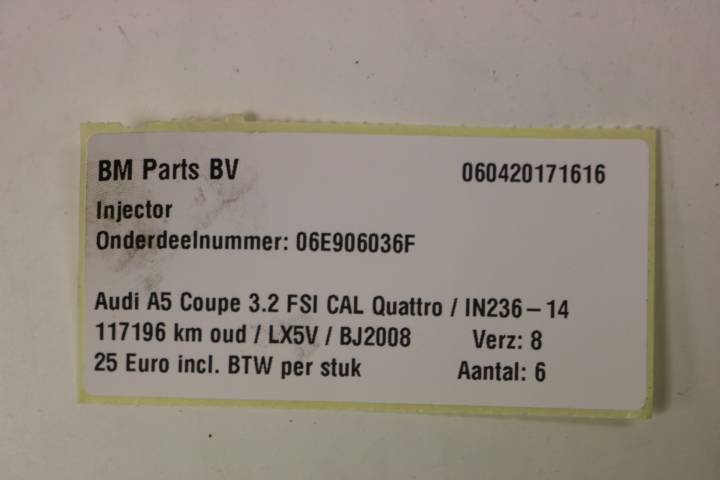 BM Parts BV 060420171616
Injector
Onderdeelnummer: 06E906036F
Audi A5 Coupe 3.2 FSI CAL Quattro / IN236-14
117196 km oud / LX5V / BJ2008 Verz: 8
25 Euro incl. BTW per stuk Aantal: 6